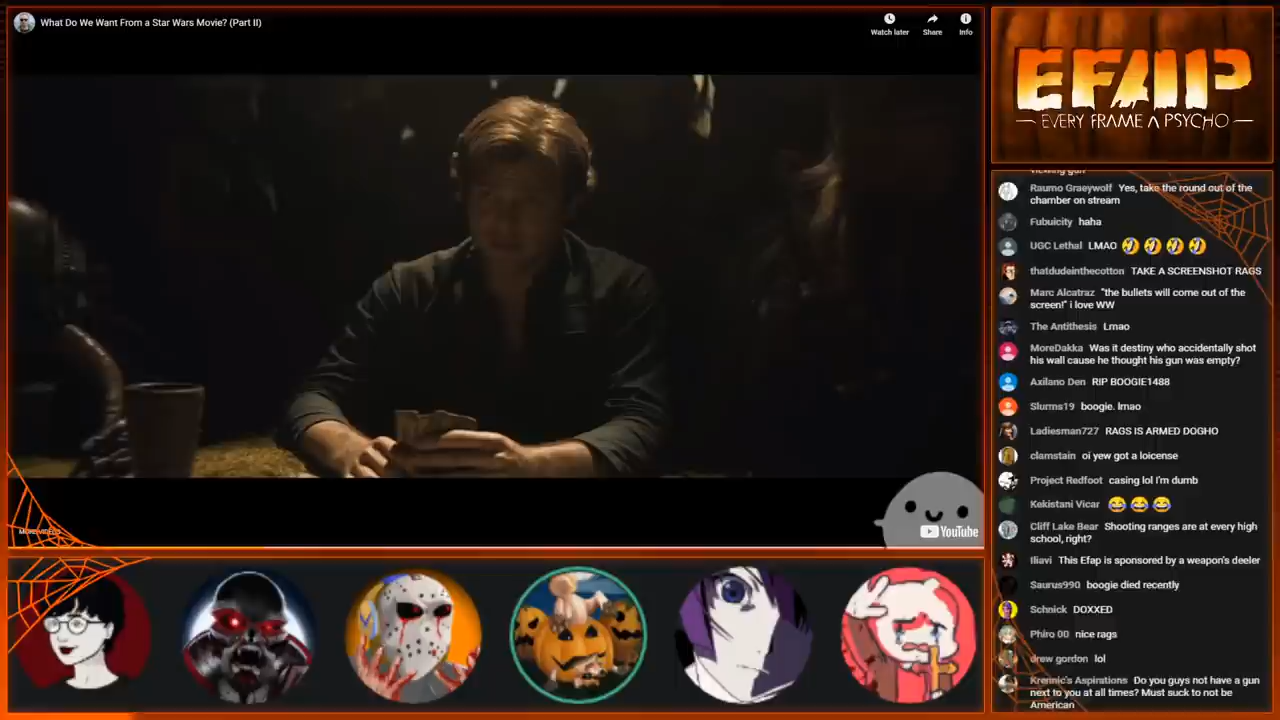 What Do We Want From a Star Wars Movie? (Part II)
Watch later
Share
Info
YouTube
EFAP
EVERY FRAME A PSYCHO
Raumo Graeywolf Yes, take the round out of the
chamber on stream
Fubuicity haha
UGC Lethal LMAO 🤣 🤣 🤣 🤣
thatdudeinthecotton TAKE A SCREENSHOT RAGS
Marc Alcatraz "the bullets will come out of the
screen!" i love WW
The Antithesis Lmao
MoreDakka Was it destiny who accidentally shot
his wall cause he thought his gun was empty?
Axilano Den RIP BOOGIE1488
Slurms19 boogie. lmao
Ladiesman727 RAGS IS ARMED DOGHO
clamstain oi yew got a loicense
Project Redfoot casing lol I'm dumb
Kekistani Vicar 😂 😂 😂
Cliff Lake Bear Shooting ranges are at every high
school, right?
Iliavi This Efap is sponsored by a weapon's deeler
Saurus990 boogie died recently
Schnick DOXXED
Phiro 00 nice rags
drew gordon lol
Krennic's Aspirations Do you guys not have a gun
next to you at all times? Must suck to not be
American